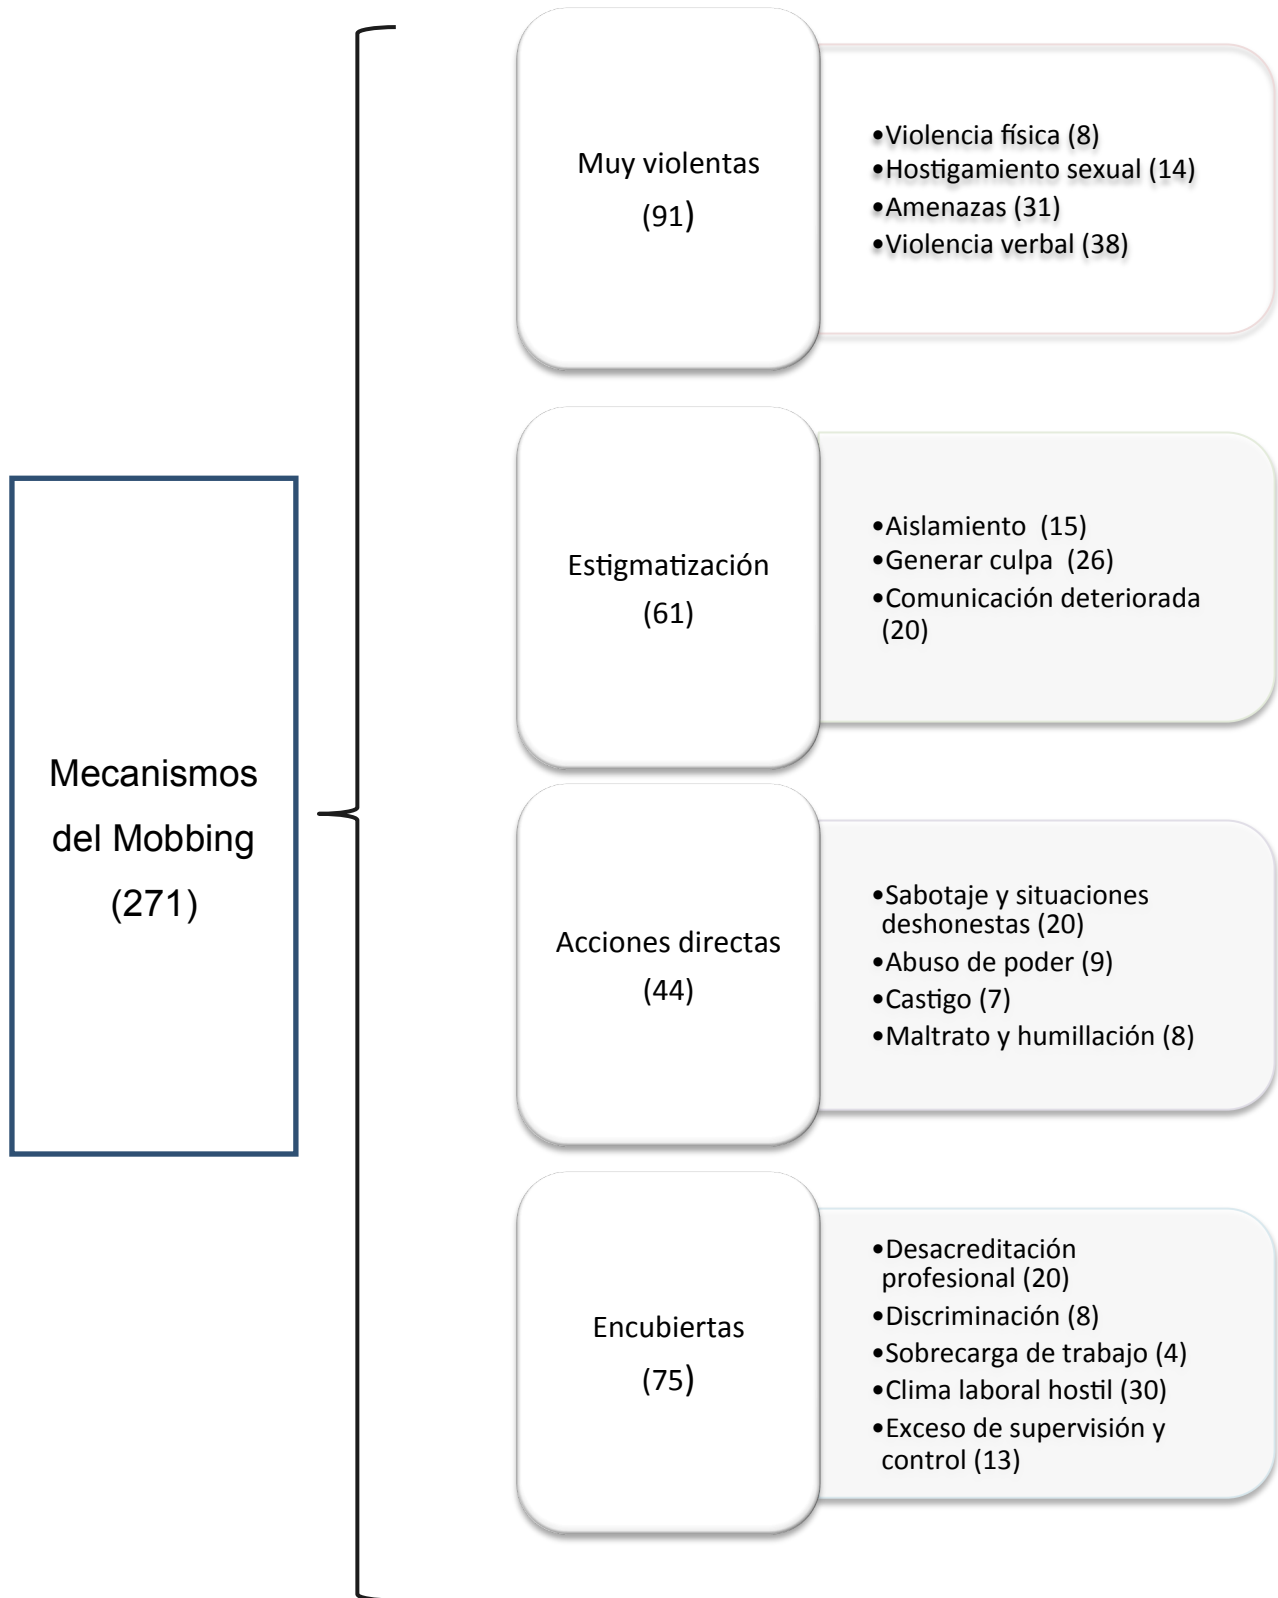 Mecanismos
del Mobbing
(271)
Muy violentas
(91)
•Violencia física (8)
•Hostigamiento sexual (14)
•Amenazas (31)
•Violencia verbal (38)
Estigmatización
(61)
•Aislamiento  (15)
•Generar culpa  (26)
•Comunicación deteriorada
(20)
Acciones directas
(44)
•Sabotaje y situaciones
deshonestas (20)
•Abuso de poder (9)
•Castigo (7)
•Maltrato y humillación (8)
Encubiertas
(75)
•Desacreditación
profesional (20)
•Discriminación (8)
•Sobrecarga de trabajo (4)
•Clima laboral hostil (30)
•Exceso de supervisión y
control (13)